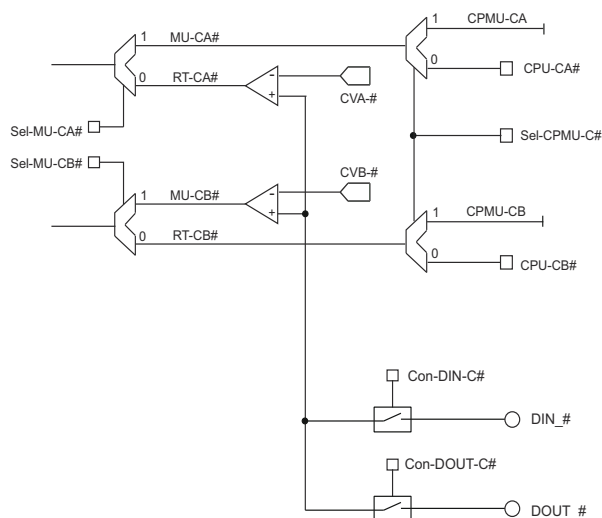 1 MU-CA# 1 CPMU-CA
0 RT-CA# 0 CPU-CA#
- CVA-#
+
Sel-MU-CA# Sel-CPMU-C#
Sel-MU-CB#
- CVB-#
1 MU-CB# + 1 CPMU-CB
0 RT-CB# 0 CPU-CB#
Con-DIN-C#
DIN_#
Con-DOUT-C#
DOUT_#